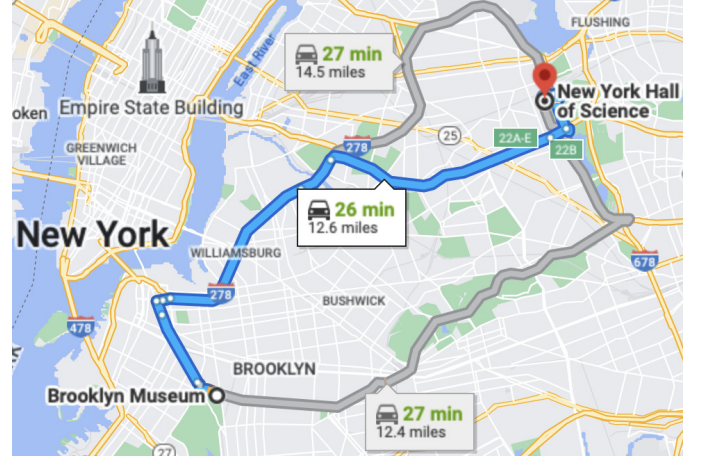 FLUSHING
27 min
14.5 miles
East River
New York Hall
of Science
oken
Empire State Building
25
22A-E
GREENWICH
VILLAGE
278
22B
26 min
12.6 miles
New York
WILLIAMSBURG
678
278
BUSHWICK
478
BROOKLYN
Brooklyn Museum
27 min
12.4 miles
27